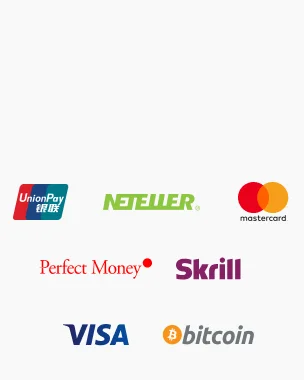 UnionPay
银联
NETELLER®
mastercard
Perfect Money
Skrill
VISA
bitcoin